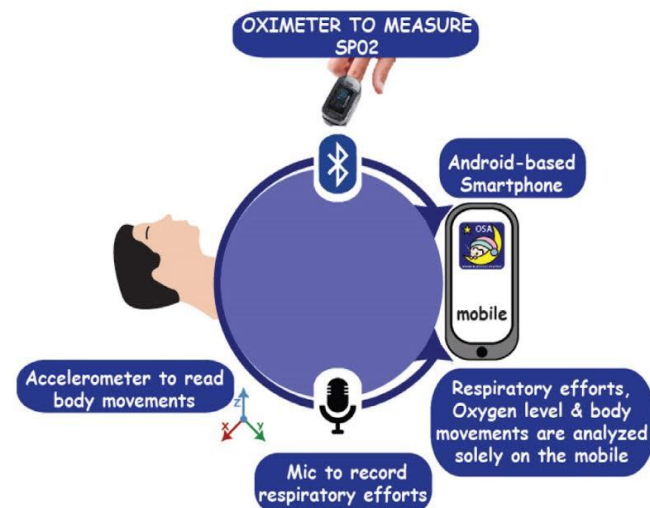 OXIMETER TO MEASURE
SPO2
Android-based
Smartphone
OSA
mobile
Accelerometer to read
body movements
Z
X
Y
Respiratory efforts,
Oxygen level & body
movements are analyzed
solely on the mobile
Mic to record
respiratory efforts